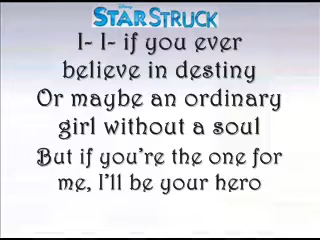 STARSTRUCK
I- I- if you ever
believe in destiny
Or maybe an ordinary
girl without a soul
But if you're the one for
me, I'll be your hero